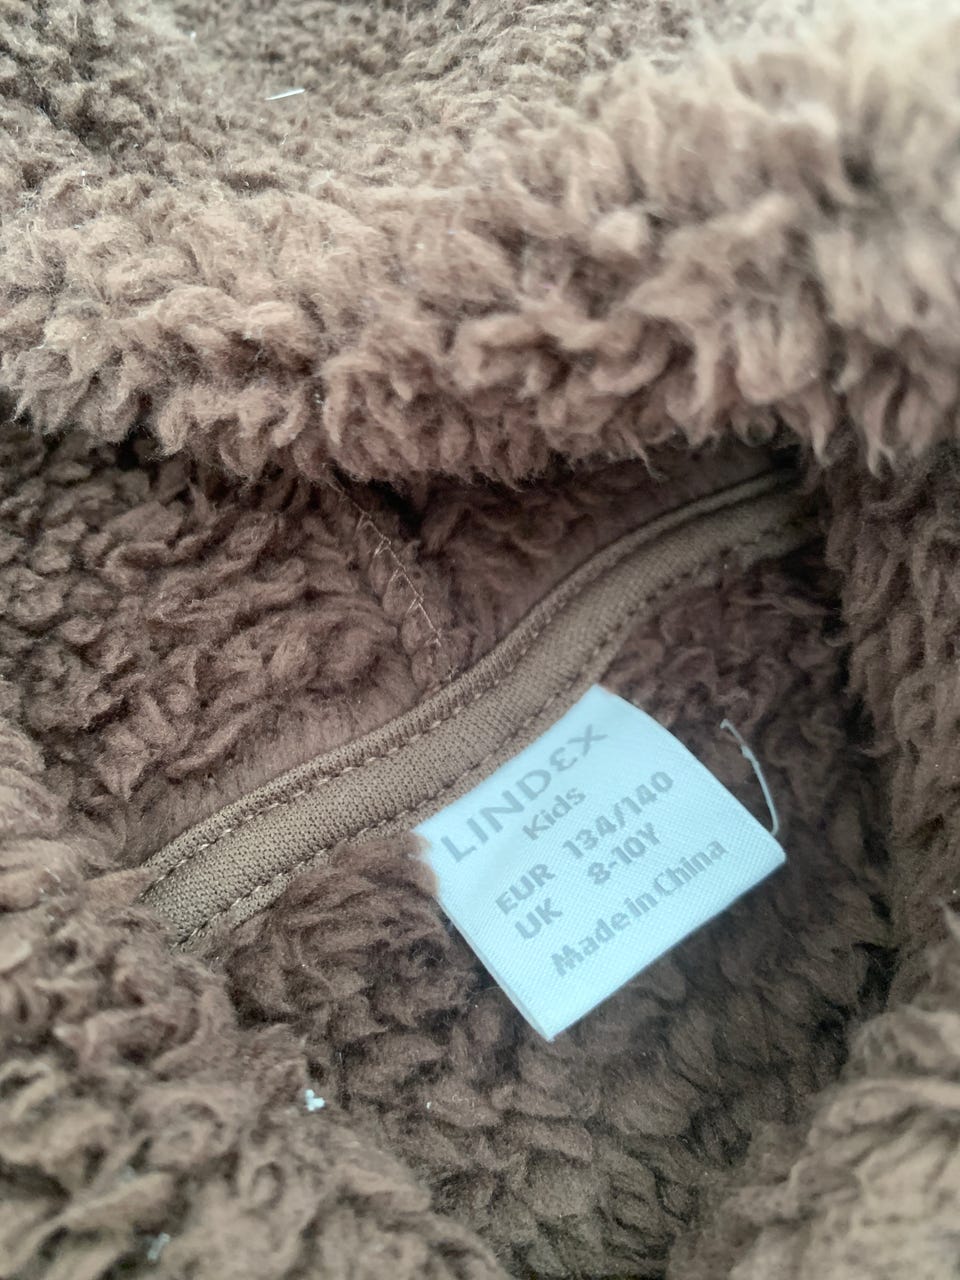 LINDEX
Kids
EUR 134/140
UK 8-10Y
Made in China